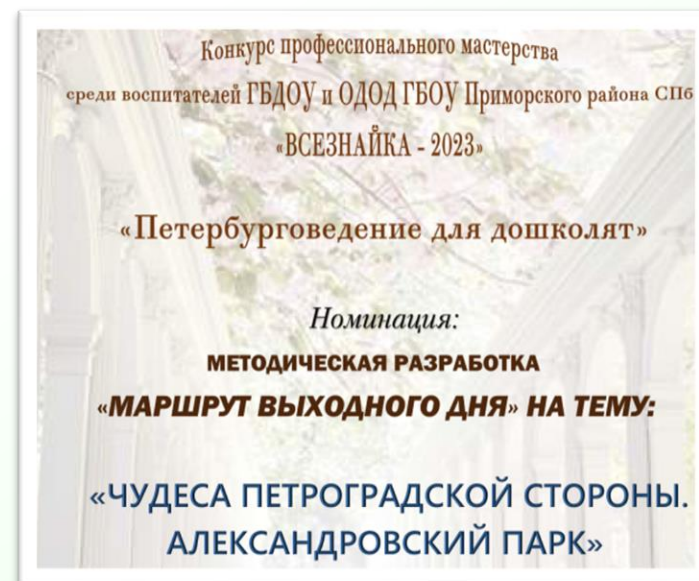 Конкурс профессионального мастерства
среди воспитателей ГБДОУ и ОДОД ГБОУ Приморского района СПб
«ВСЕЗНАЙКА - 2023»
«Петербурговедение для дошколят»
Номинация:
МЕТОДИЧЕСКАЯ РАЗРАБОТКА
«МАРШРУТ ВЫХОДНОГО ДНЯ» НА ТЕМУ:
«ЧУДЕСА ПЕТРОГРАДСКОЙ СТОРОНЫ.
АЛЕКСАНДРОВСКИЙ ПАРК»